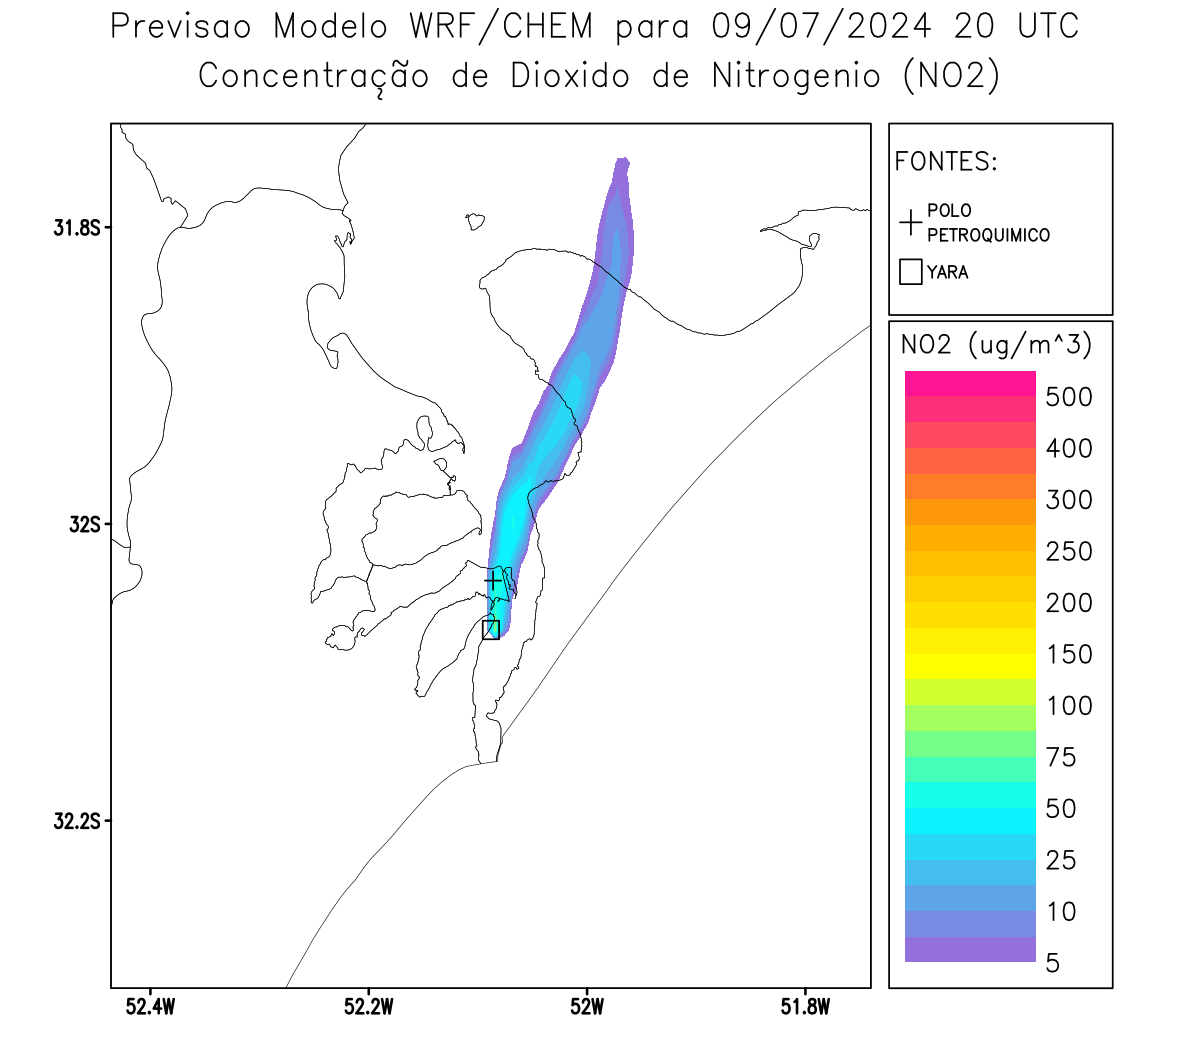 Previsao Modelo WRF/CHEM para 09/07/2024 20 UTC
Concentração de Dioxido de Nitrogenio (NO2)
FONTES:
POLO
PETROQUIMICO
YARA
NO2 (ug/m^3)
500
400
300
250
200
150
100
75
50
25
10
5
31.8S
32S
32.2S
52.4W
52.2W
52W
51.8W